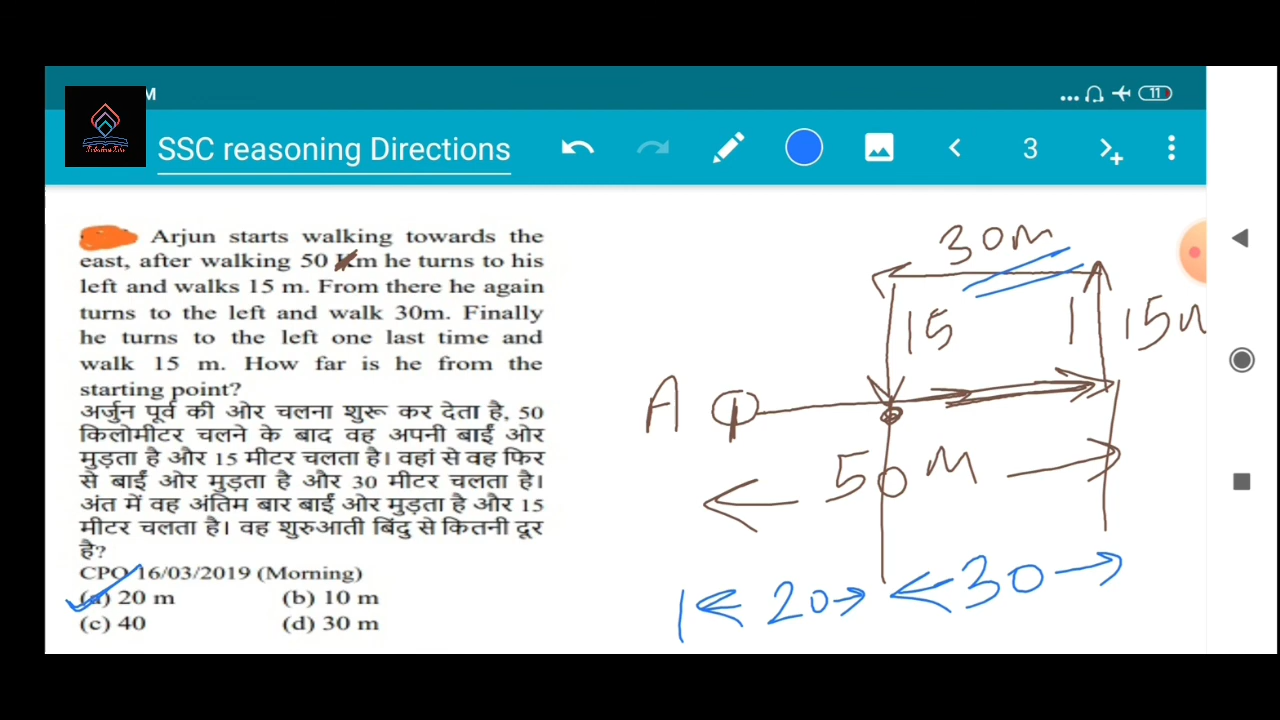 M
... 11
SSC reasoning Directions
3
Arjun starts walking towards the
east, after walking 50 Km he turns to his
left and walks 15 m. From there he again
turns to the left and walk 30m. Finally
he turns to the left one last time and
walk 15 m. How far is he from the
starting point?
अर्जुन पूर्व की ओर चलना शुरू कर देता है, 50
किलोमीटर चलने के बाद वह अपनी बाईं ओर
मुड़ता है और 15 मीटर चलता है। वहां से वह फिर
से बाईं ओर मुड़ता है और 30 मीटर चलता है।
अंत में वह अंतिम बार बाईं ओर मुड़ता है और 15
मीटर चलता है। वह शुरुआती बिंदु से कितनी दूर
है?
CPO 16/03/2019 (Morning)
(a) 20 m (b) 10 m
(c) 40 (d) 30 m
30m
15
15m
A
50 m
20
30